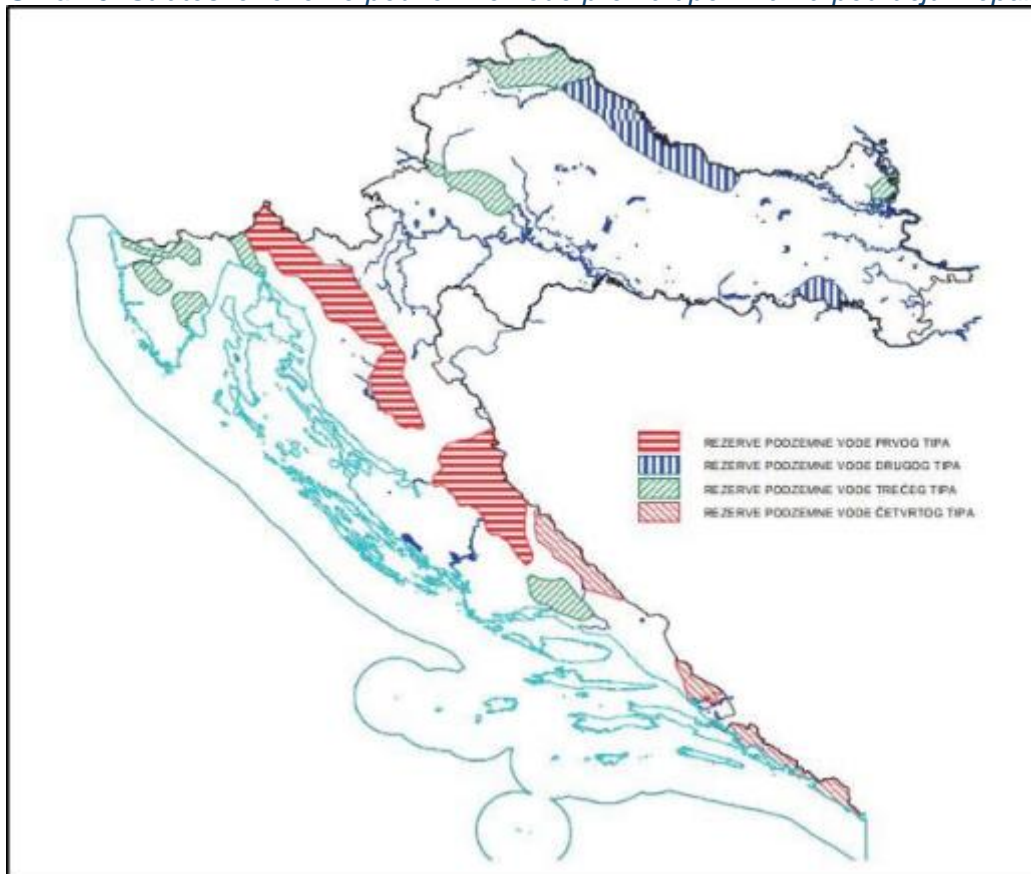 REZERVE PODZEMNE VODE PRVOG TIPA
REZERVE PODZEMNE VODE DRUGOG TIPA
REZERVE PODZEMNE VODE TREĆEG TIPA
REZERVE PODZEMNE VODE ČETVRTOG TIPA